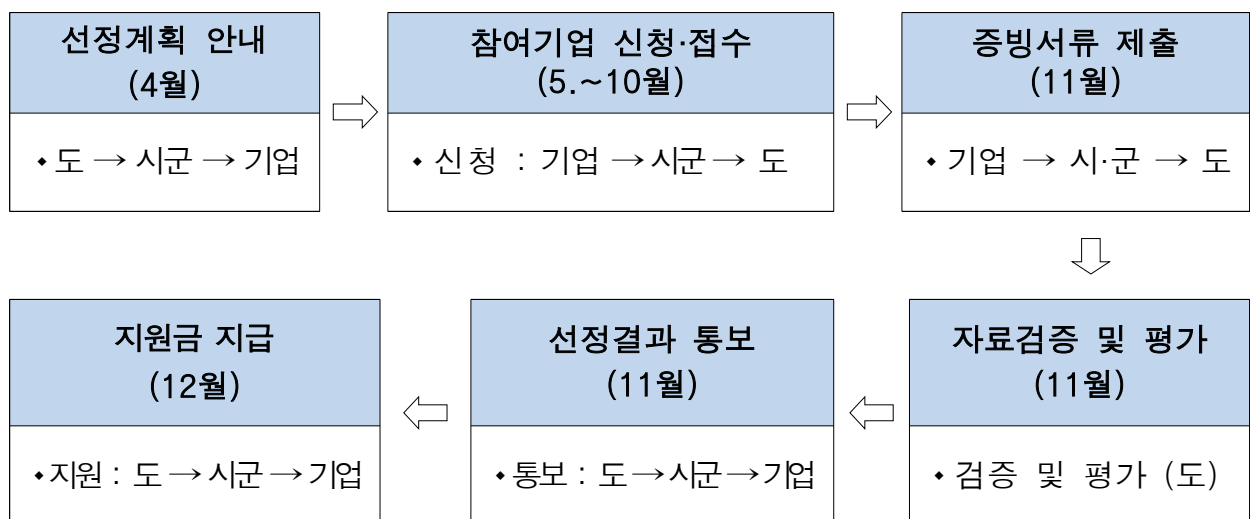 선정계획 안내
(4월)
◆ 도 → 시군 → 기업
참여기업 신청·접수
(5.~10월)
◆ 신청 : 기업 → 시군 → 도
증빙서류 제출
(11월)
◆ 기업 → 시·군 → 도
자료검증 및 평가
(11월)
◆ 검증 및 평가 (도)
선정결과 통보
(11월)
◆ 통보 : 도 → 시군 → 기업
지원금 지급
(12월)
◆ 지원 : 도 → 시군 → 기업